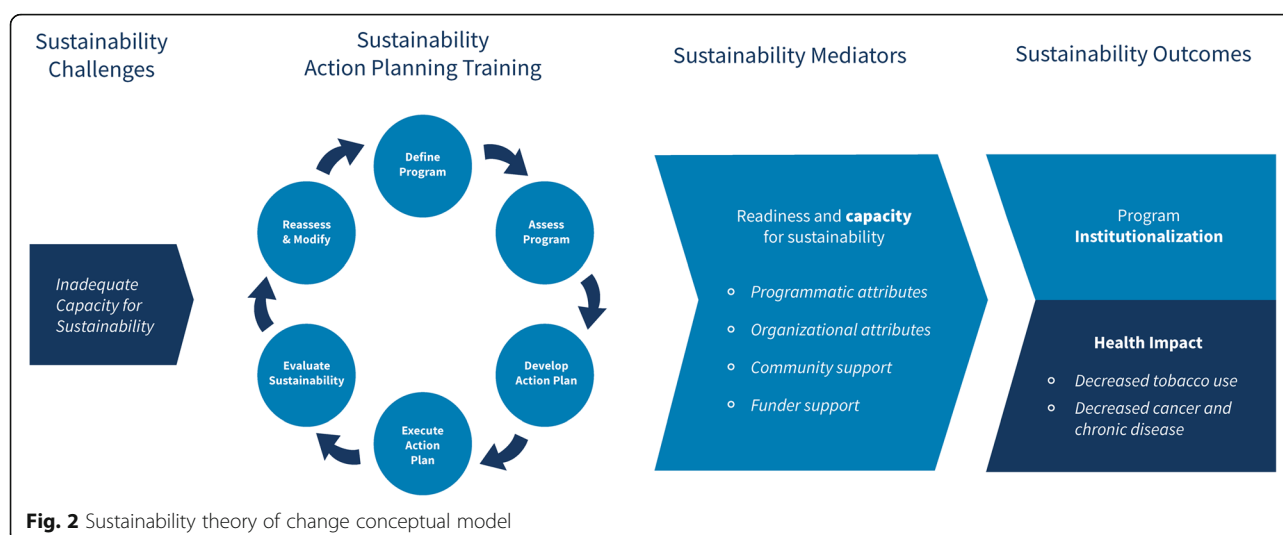 Sustainability
Challenges
Sustainability
Action Planning Training
Sustainability Mediators
Sustainability Outcomes
Inadequate
Capacity for
Sustainability
Define
Program
Assess
Program
Develop
Action Plan
Execute
Action
Plan
Evaluate
Sustainability
Reassess
& Modify
Readiness and capacity
for sustainability
Programmatic attributes
Organizational attributes
Community support
Funder support
Program
Institutionalization
Health Impact
Decreased tobacco use
Decreased cancer and
chronic disease
Fig. 2 Sustainability theory of change conceptual model